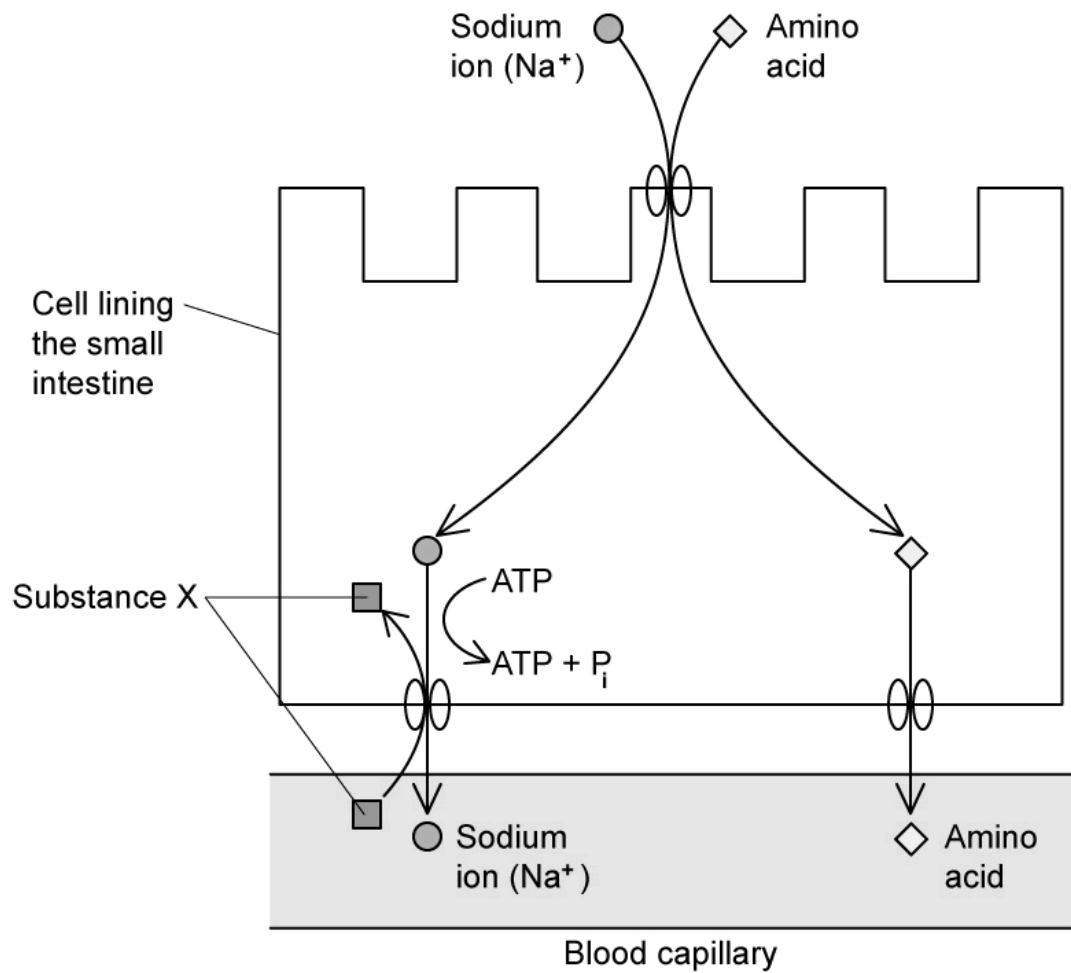 Sodium
ion (Na⁺)
Amino
acid
Cell lining
the small
intestine
ATP
Substance X
ATP + Pᵢ
Sodium
ion (Na⁺)
Amino
acid
Blood capillary